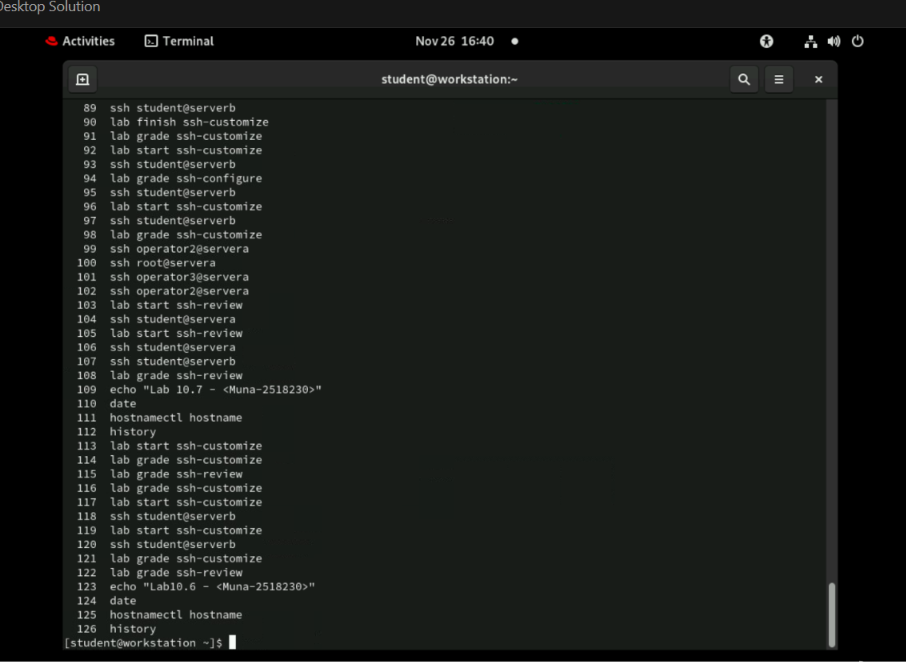 Desktop Solution
Activities Terminal Nov 26 16:40
student@workstation:~
89 ssh student@serverb
90 lab finish ssh-customize
91 lab grade ssh-customize
92 lab start ssh-customize
93 ssh student@serverb
94 lab grade ssh-configure
95 ssh student@serverb
96 lab start ssh-customize
97 ssh student@serverb
98 lab grade ssh-customize
99 ssh operator2@servera
100 ssh root@servera
101 ssh operator3@servera
102 ssh operator2@servera
103 lab start ssh-review
104 ssh student@servera
105 lab start ssh-review
106 ssh student@servera
107 ssh student@serverb
108 lab grade ssh-review
109 echo "Lab 10.7 - <Muna-2518230>"
110 date
111 hostnamectl hostname
112 history
113 lab start ssh-customize
114 lab grade ssh-customize
115 lab grade ssh-review
116 lab grade ssh-customize
117 lab start ssh-customize
118 ssh student@serverb
119 lab start ssh-customize
120 ssh student@serverb
121 lab grade ssh-customize
122 lab grade ssh-review
123 echo "Lab10.6 - <Muna-2518230>"
124 date
125 hostnamectl hostname
126 history
[student@workstation ~]$